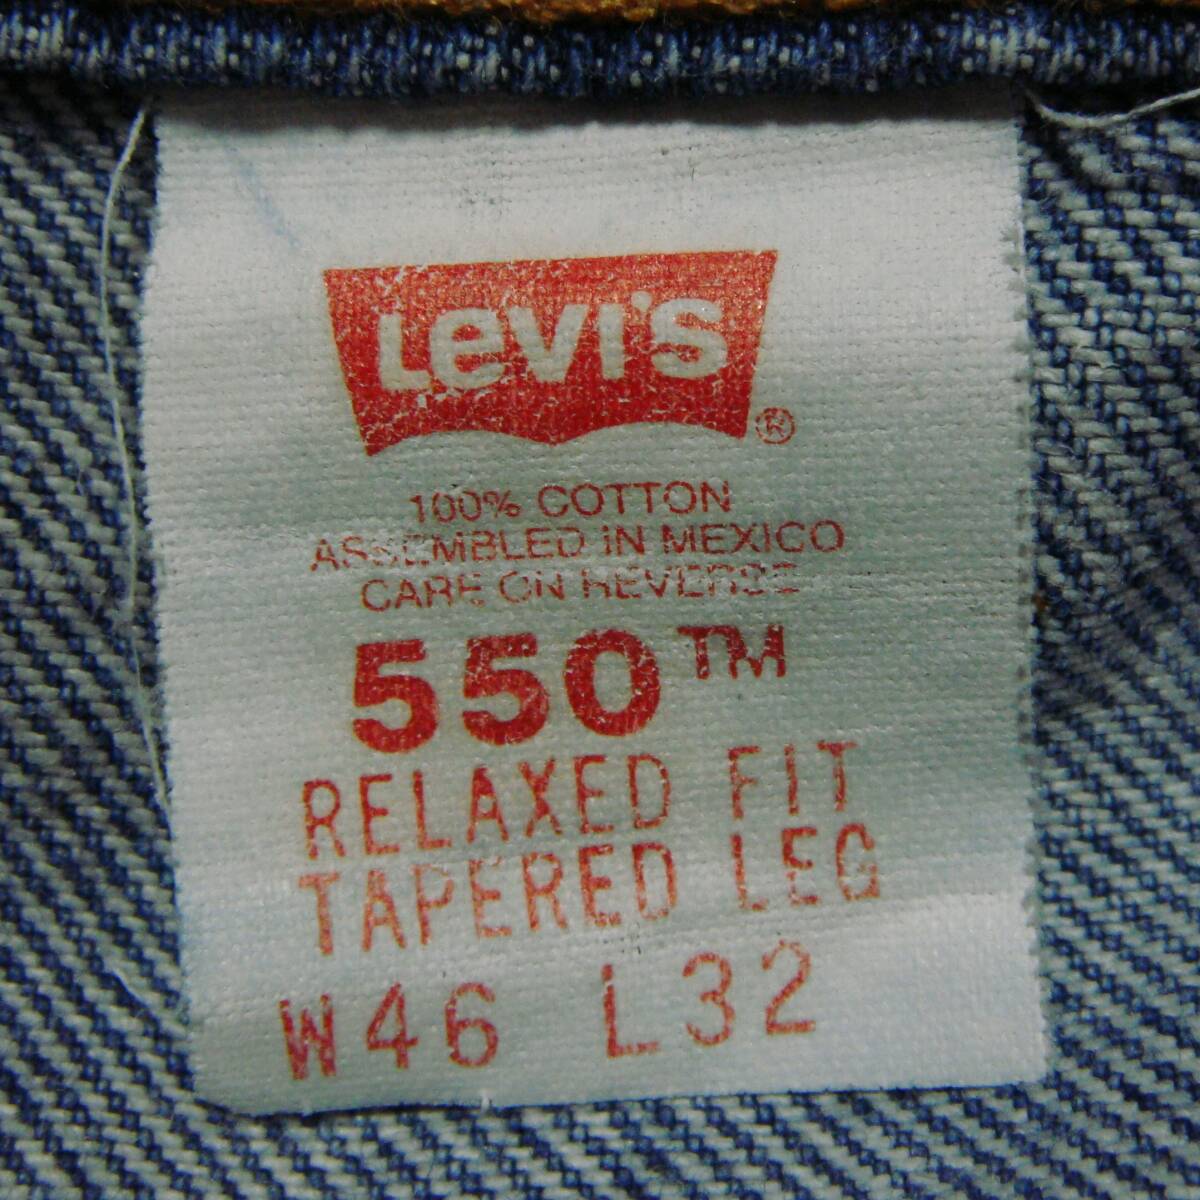 Levi's ®
100% COTTON
ASSEMBLED IN MEXICO
CARE ON REVERSE
550™
RELAXED FIT
TAPERED LEG
W46 L32